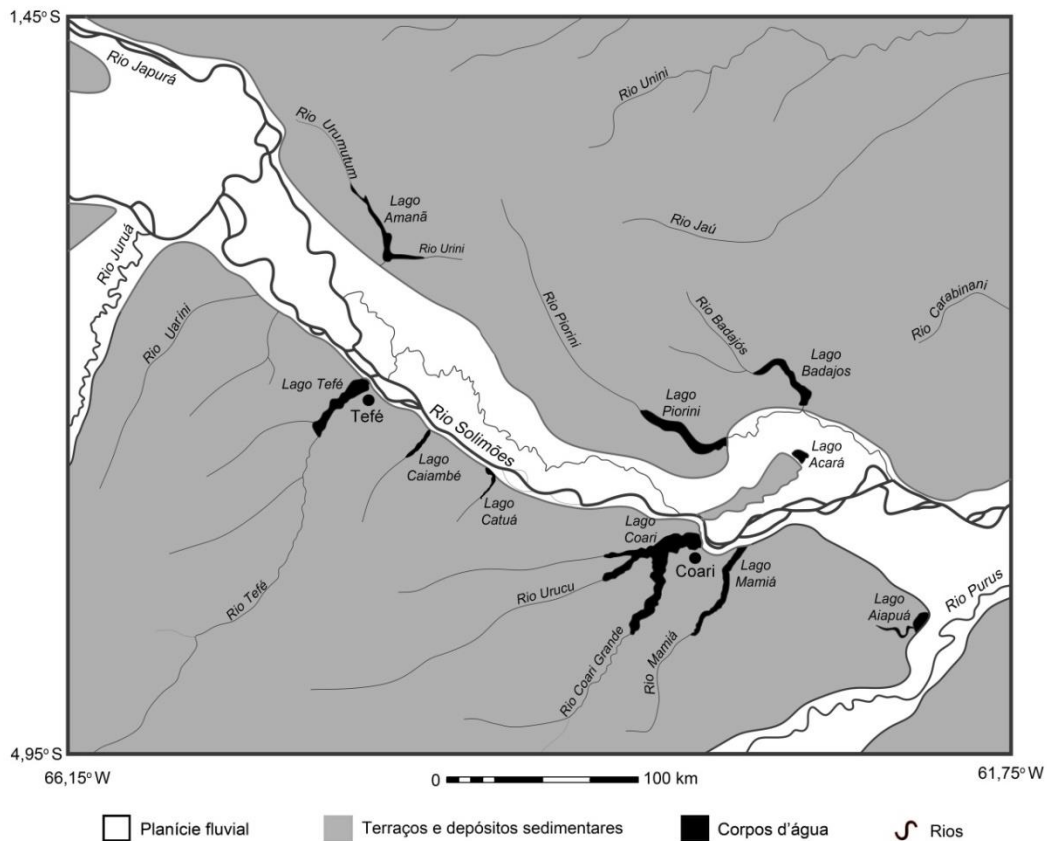 1,45° S
Rio Japurá
Rio Unini
Rio Urumutum
Lago
Amanã
Rio Urini
Rio Jaú
Rio Juruá
Rio Uarini
Rio Piorini
Rio Badajós
Rio Carabinani
Lago
Badajos
Lago Tefé
Tefé
Lago
Piorini
Rio Solimões
Lago
Acará
Lago
Caiambé
Lago
Catuá
Lago
Coari
Coari
Lago
Mamiá
Rio Urucu
Rio Tefé
Rio Coari Grande
Rio Mamiá
Lago
Aiapuá
Rio Purus
4,95° S
66,15° W
0
100 km
61,75° W
Planície fluvial
Terraços e depósitos sedimentares
Corpos d'água
Rios